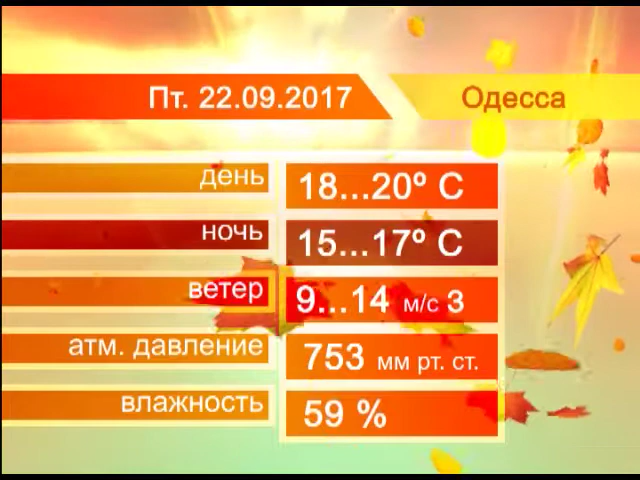 Пт. 22.09.2017 Одесса
день 18...20º С
ночь 15...17º С
ветер 9...14 м/с З
атм. давление 753 мм рт. ст.
влажность 59 %